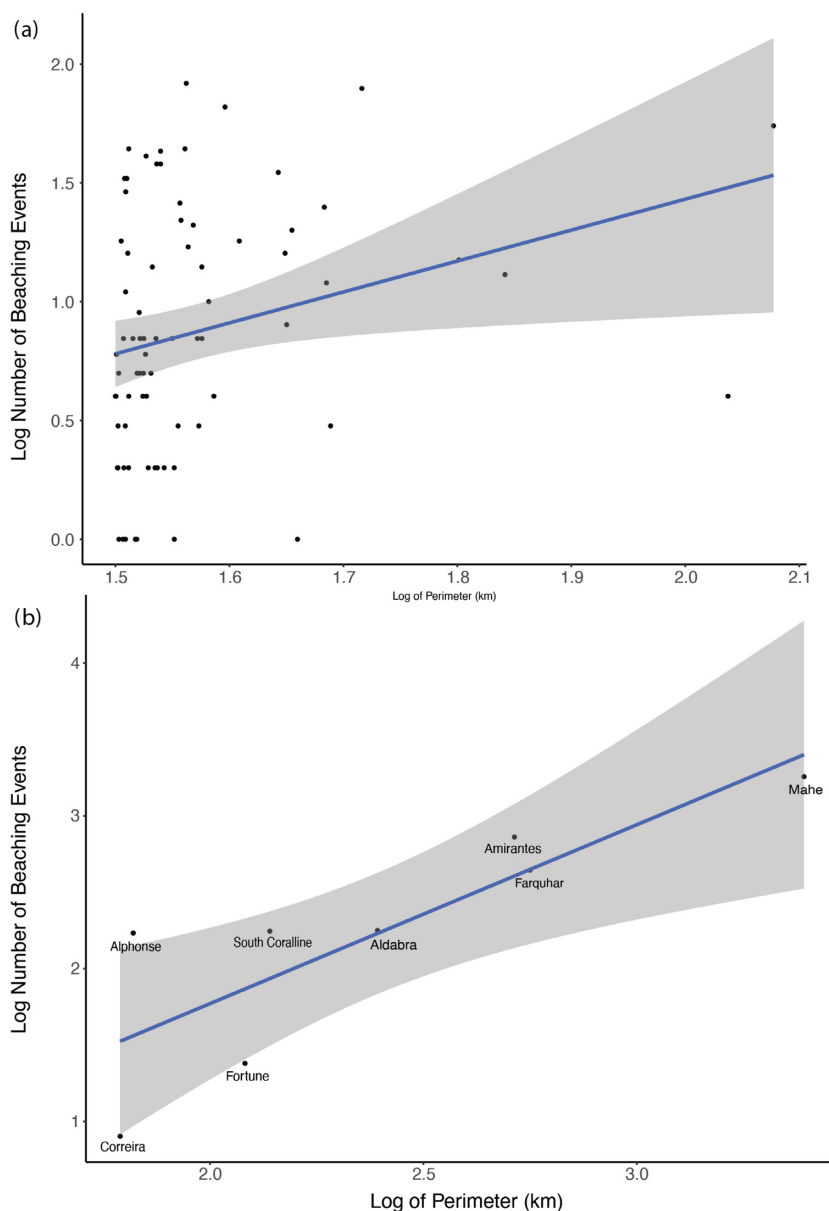 (a)
Log Number of Beaching Events
2.0
1.5
1.0
0.5
0.0
1.5 1.6 1.7 1.8 1.9 2.0 2.1
Log of Perimeter (km)
(b)
Log Number of Beaching Events
4
3
2
1
Mahe
Amirantes
Farquhar
Alphonse
South Coralline
Aldabra
Fortune
Correira
2.0 2.5 3.0
Log of Perimeter (km)